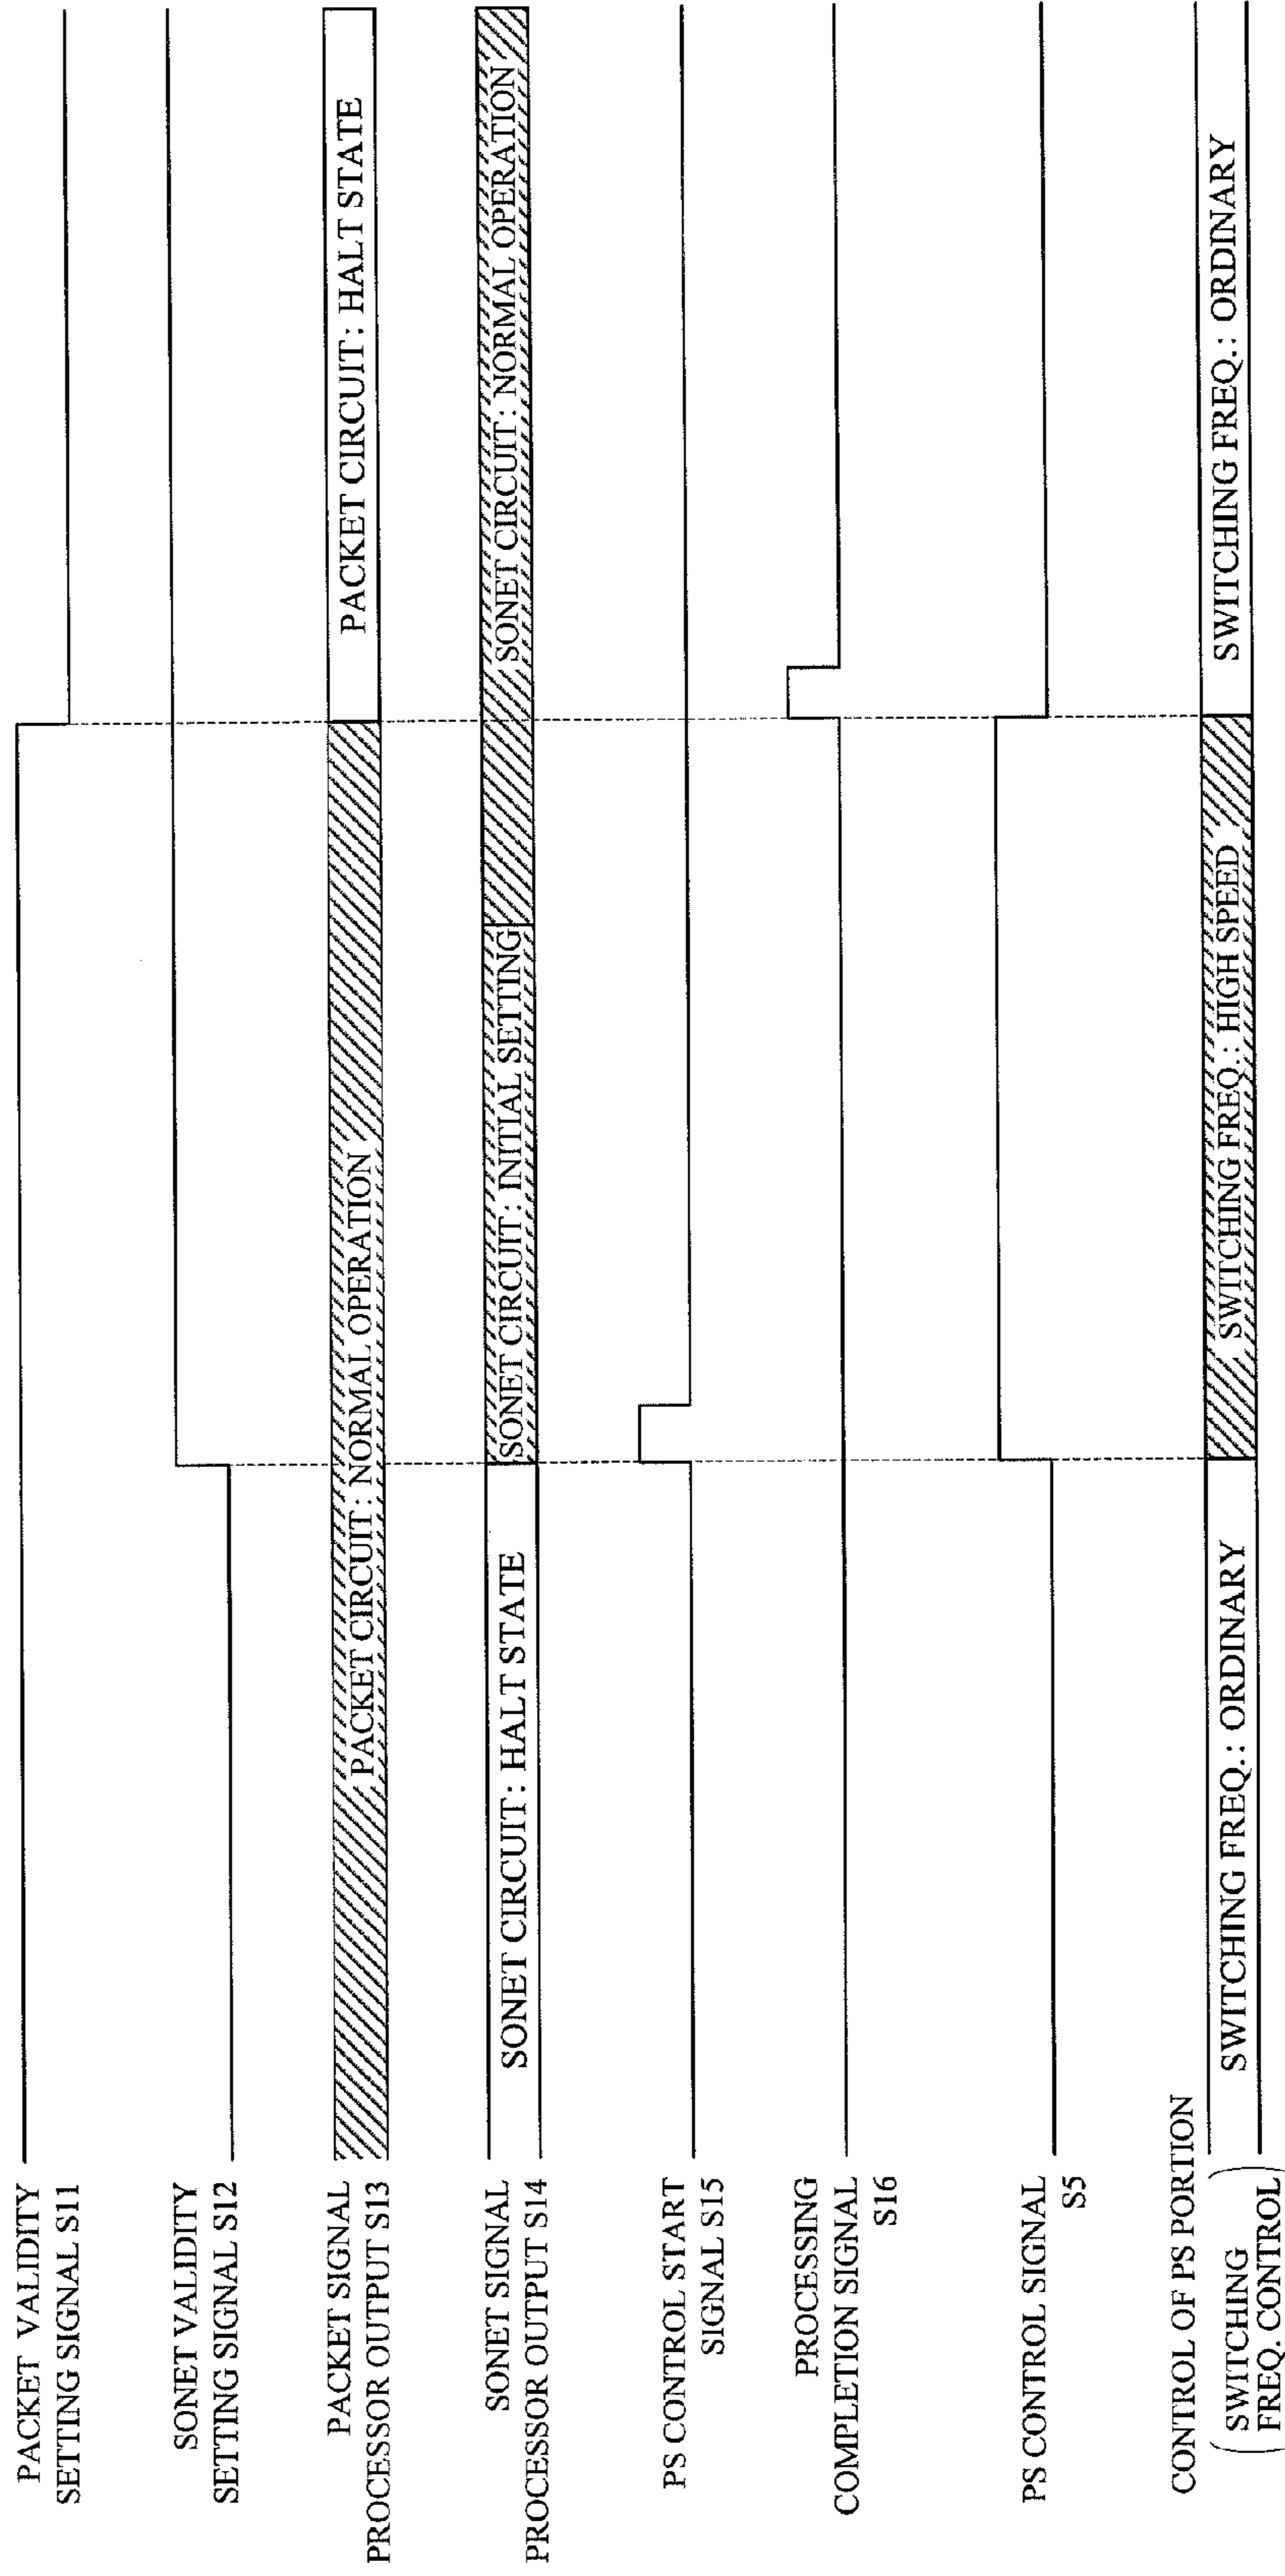 PACKET VALIDITY
SETTING SIGNAL S11
SONET VALIDITY
SETTING SIGNAL S12
PACKET SIGNAL
PROCESSOR OUTPUT S13
PACKET CIRCUIT: NORMAL OPERATION
PACKET CIRCUIT: HALT STATE
SONET SIGNAL
PROCESSOR OUTPUT S14
SONET CIRCUIT: HALT STATE
SONET CIRCUIT: INITIAL SETTING
SONET CIRCUIT: NORMAL OPERATION
PS CONTROL START
SIGNAL S15
PROCESSING
COMPLETION SIGNAL
S16
PS CONTROL SIGNAL
S5
CONTROL OF PS PORTION
(SWITCHING
FREQ. CONTROL)
SWITCHING FREQ.: ORDINARY
SWITCHING FREQ.: HIGH SPEED
SWITCHING FREQ.: ORDINARY